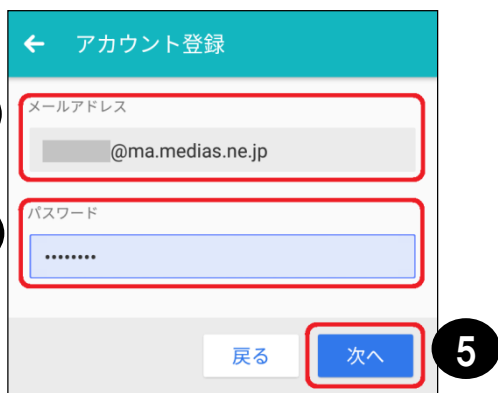 ← アカウント登録
メールアドレス
@ma.medias.ne.jp
パスワード
••••••••
戻る 次へ 5